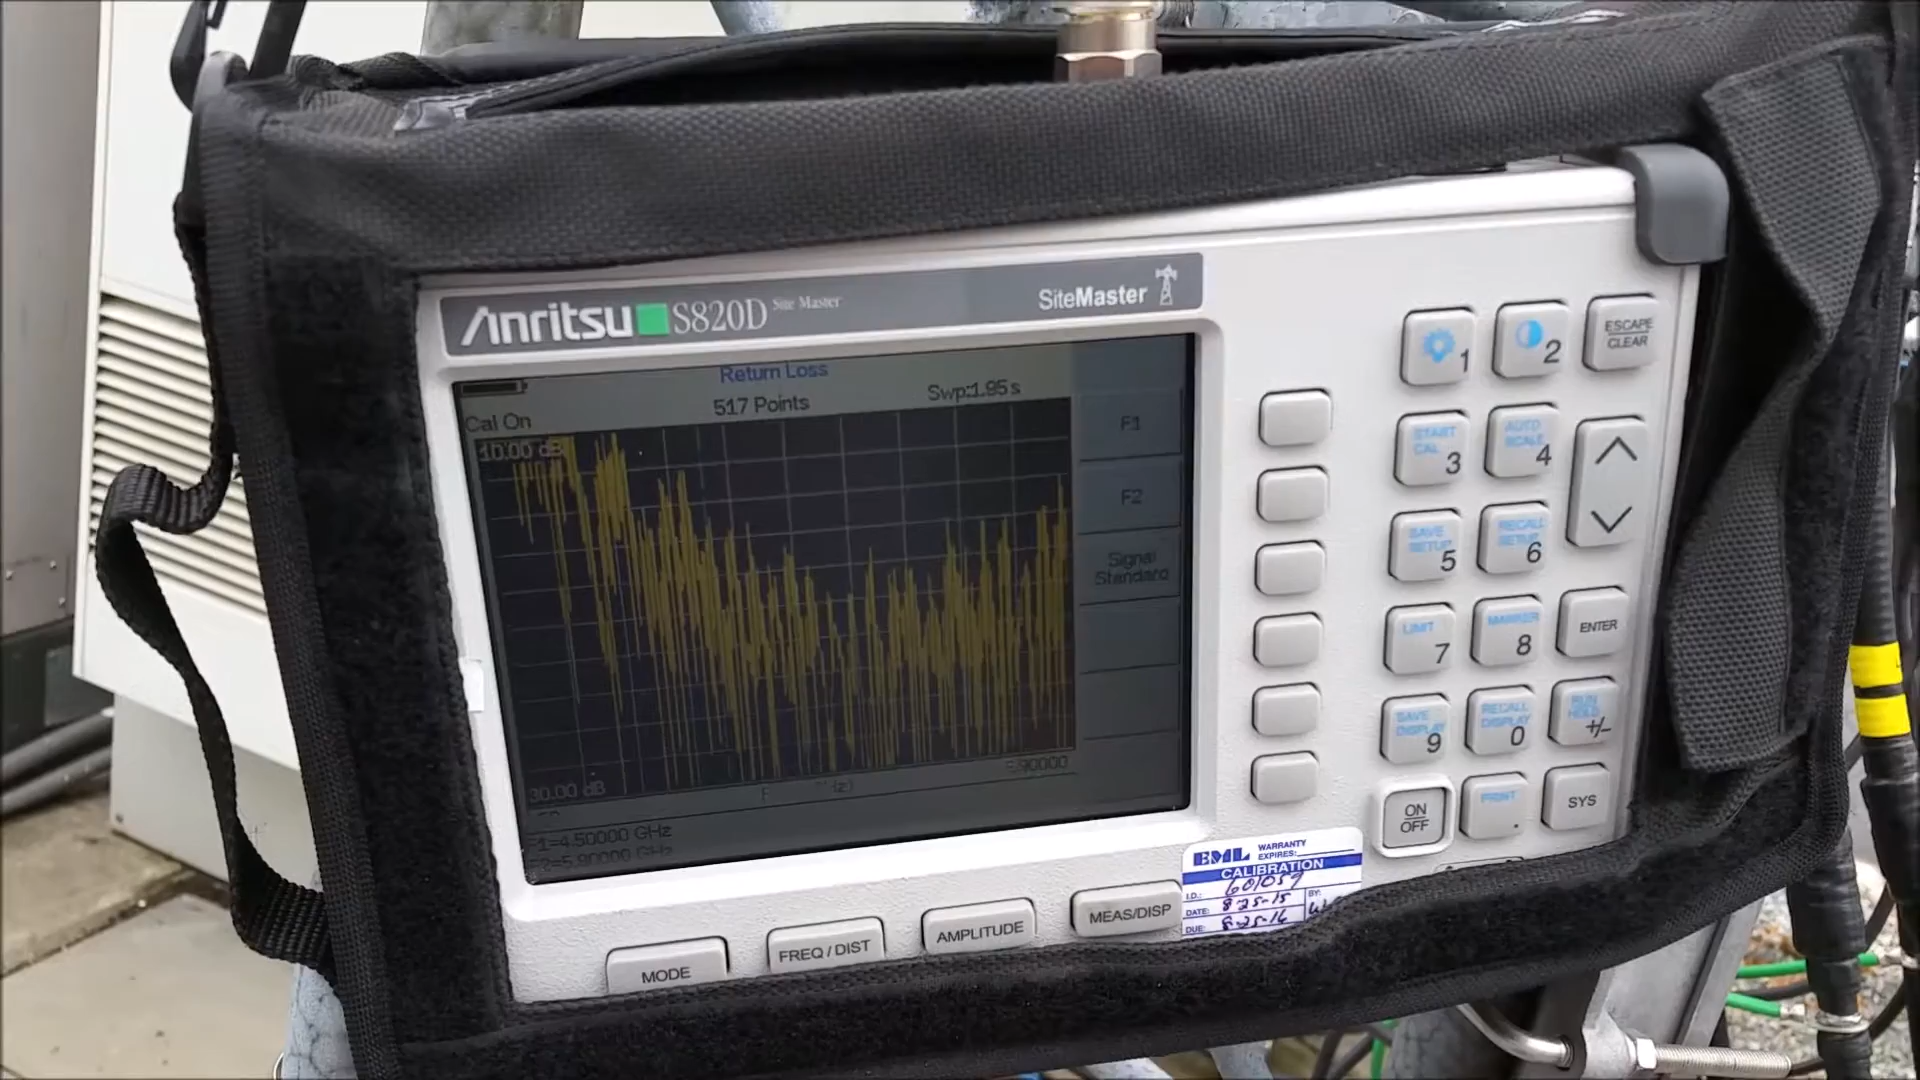 Anritsu S820D Site Master
SiteMaster
Return Loss
Cal On
517 Points
Swp:1.95 s
10.00 dB
30.00 dB
F1=4.50000 GHz
F2=5.90000 GHz
F1
F2
Signal
Standard
MODE
FREQ / DIST
AMPLITUDE
MEAS/DISP
1
2
ESCAPE
CLEAR
START
CAL
3
AUTO
SCALE
4
SAVE
SETUP
5
RECALL
SETUP
6
LIMIT
7
MARKER
8
ENTER
SAVE
DISPLAY
9
RECALL
DISPLAY
0
RUN
HOLD
+/-
ON
OFF
PRINT
.
SYS
BML WARRANTY
EXPIRES:
CALIBRATION
I.D.: 601059
DATE: 8-25-15
BY:
DUE: 8-25-16